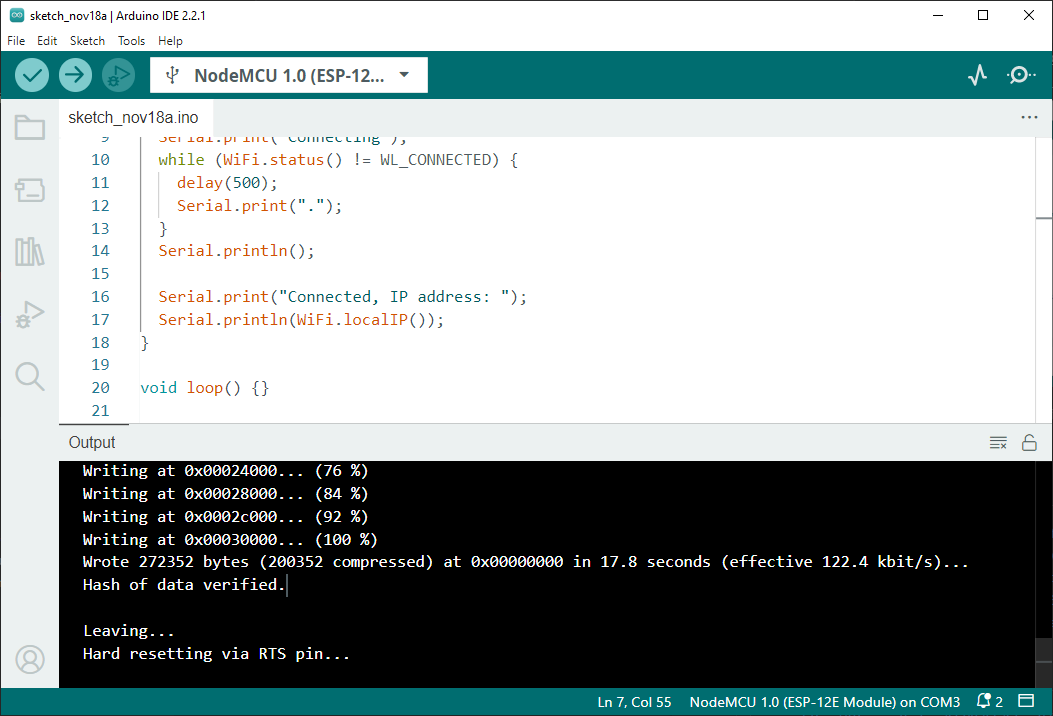 sketch_nov18a | Arduino IDE 2.2.1
File Edit Sketch Tools Help
NodeMCU 1.0 (ESP-12...
sketch_nov18a.ino
9 Serial.print("Connecting");
10 while (WiFi.status() != WL_CONNECTED) {
11 delay(500);
12 Serial.print(".");
13 }
14 Serial.println();
15
16 Serial.print("Connected, IP address: ");
17 Serial.println(WiFi.localIP());
18 }
19
20 void loop() {}
21
Output
Writing at 0x00024000... (76 %)
Writing at 0x00028000... (84 %)
Writing at 0x0002c000... (92 %)
Writing at 0x00030000... (100 %)
Wrote 272352 bytes (200352 compressed) at 0x00000000 in 17.8 seconds (effective 122.4 kbit/s)...
Hash of data verified.
Leaving...
Hard resetting via RTS pin...
Ln 7, Col 55 NodeMCU 1.0 (ESP-12E Module) on COM3 2